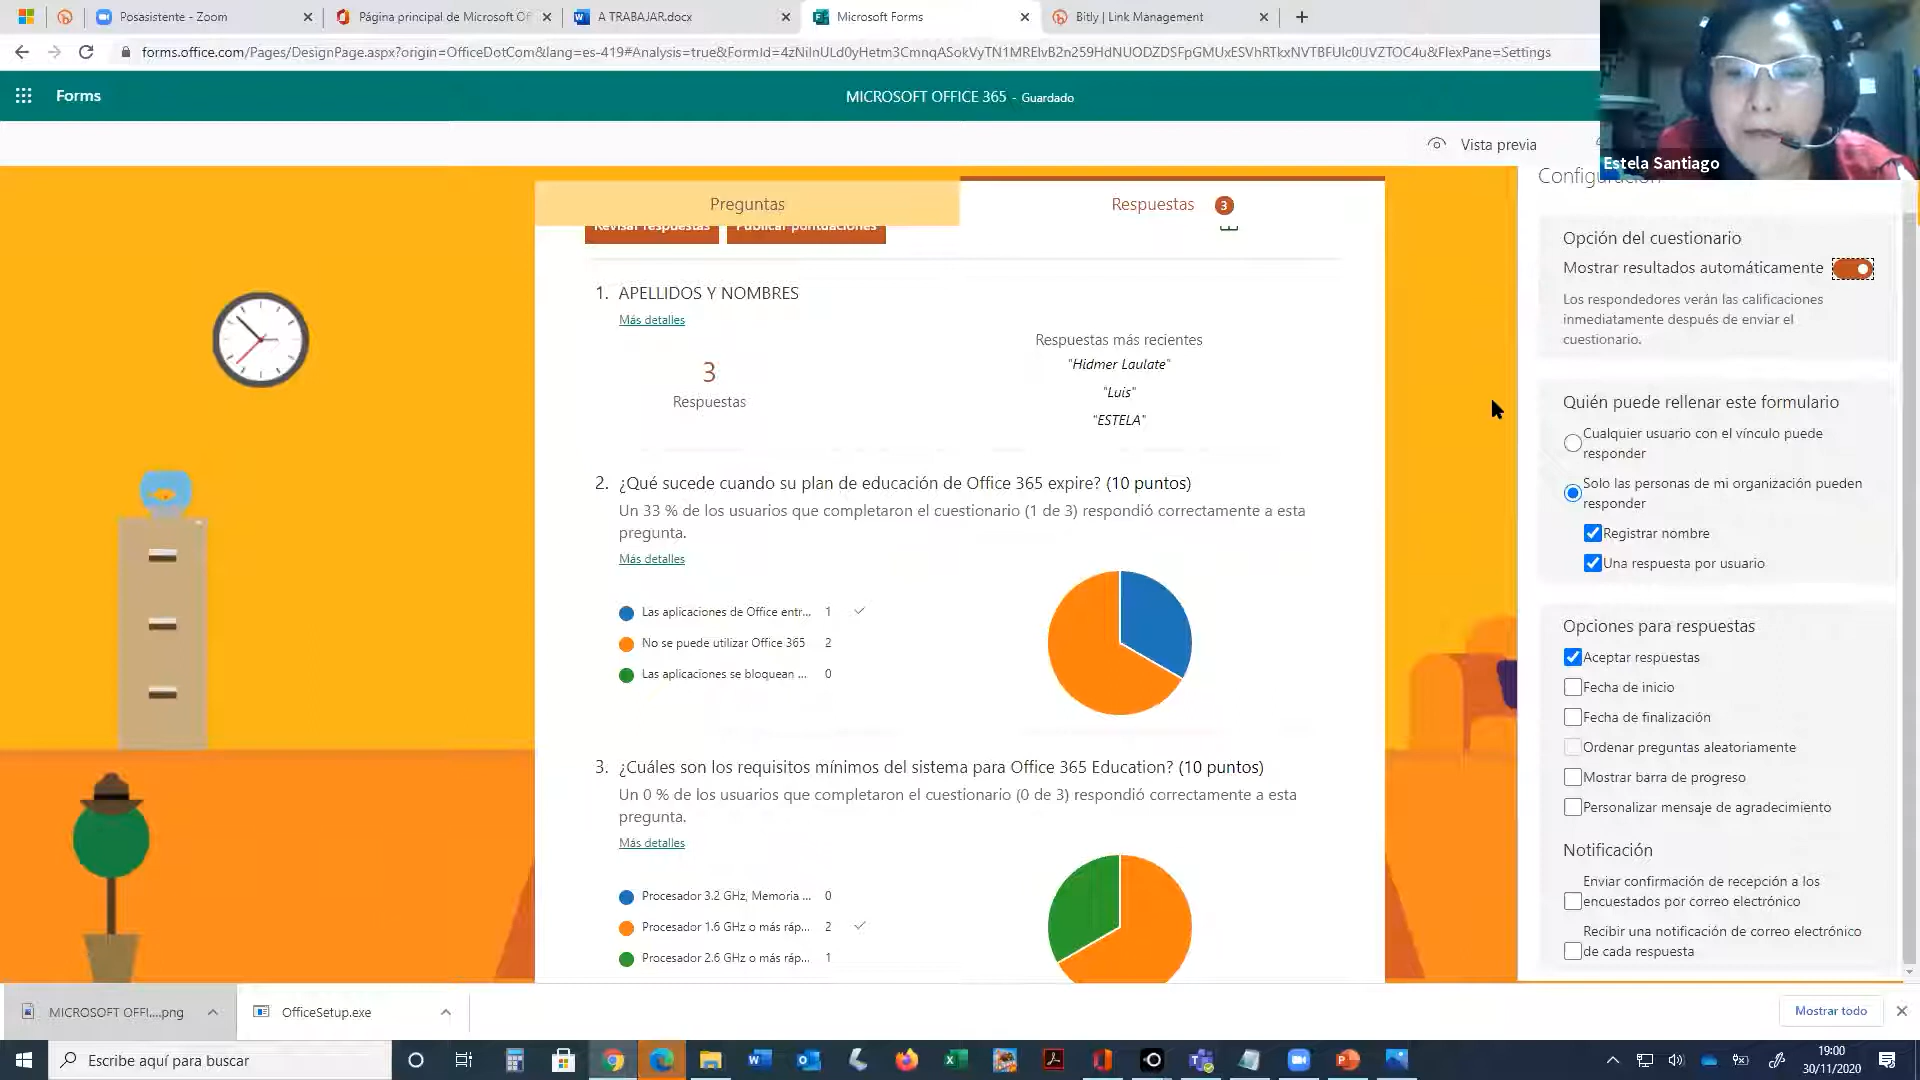 Posasistente - Zoom
Página principal de Microsoft Of
A TRABAJAR.docx
Microsoft Forms
Bitly | Link Management
forms.office.com/Pages/DesignPage.aspx?origin=OfficeDotCom&lang=es-419#Analysis=true&FormId=4zNiInULd0yHetm3CmnqASokVyTN1MRElvB2n259HdNUODZDSFpGMUxESVhRTkxNVTBFUlc0UVZTOC4u&FlexPane=Settings
Forms
MICROSOFT OFFICE 365 - Guardado
Vista previa
Estela Santiago
Configuración
Preguntas
Respuestas 3
Revisar respuestas
Publicar puntuaciones
1. APELLIDOS Y NOMBRES
Más detalles
3
Respuestas
Respuestas más recientes
"Hidmer Laulate"
"Luis"
"ESTELA"
2. ¿Qué sucede cuando su plan de educación de Office 365 expire? (10 puntos)
Un 33 % de los usuarios que completaron el cuestionario (1 de 3) respondió correctamente a esta
pregunta.
Más detalles
Las aplicaciones de Office entr... 1
No se puede utilizar Office 365 2
Las aplicaciones se bloquean ... 0
3. ¿Cuáles son los requisitos mínimos del sistema para Office 365 Education? (10 puntos)
Un 0 % de los usuarios que completaron el cuestionario (0 de 3) respondió correctamente a esta
pregunta.
Más detalles
Procesador 3.2 GHz, Memoria ... 0
Procesador 1.6 GHz o más ráp... 2
Procesador 2.6 GHz o más ráp... 1
Opción del cuestionario
Mostrar resultados automáticamente
Los respondedores verán las calificaciones
inmediatamente después de enviar el
cuestionario.
Quién puede rellenar este formulario
Cualquier usuario con el vínculo puede
responder
Solo las personas de mi organización pueden
responder
Registrar nombre
Una respuesta por usuario
Opciones para respuestas
Aceptar respuestas
Fecha de inicio
Fecha de finalización
Ordenar preguntas aleatoriamente
Mostrar barra de progreso
Personalizar mensaje de agradecimiento
Notificación
Enviar confirmación de recepción a los
encuestados por correo electrónico
Recibir una notificación de correo electrónico
de cada respuesta
MICROSOFT OFFI....png
OfficeSetup.exe
Mostrar todo
Escribe aquí para buscar
19:00
30/11/2020